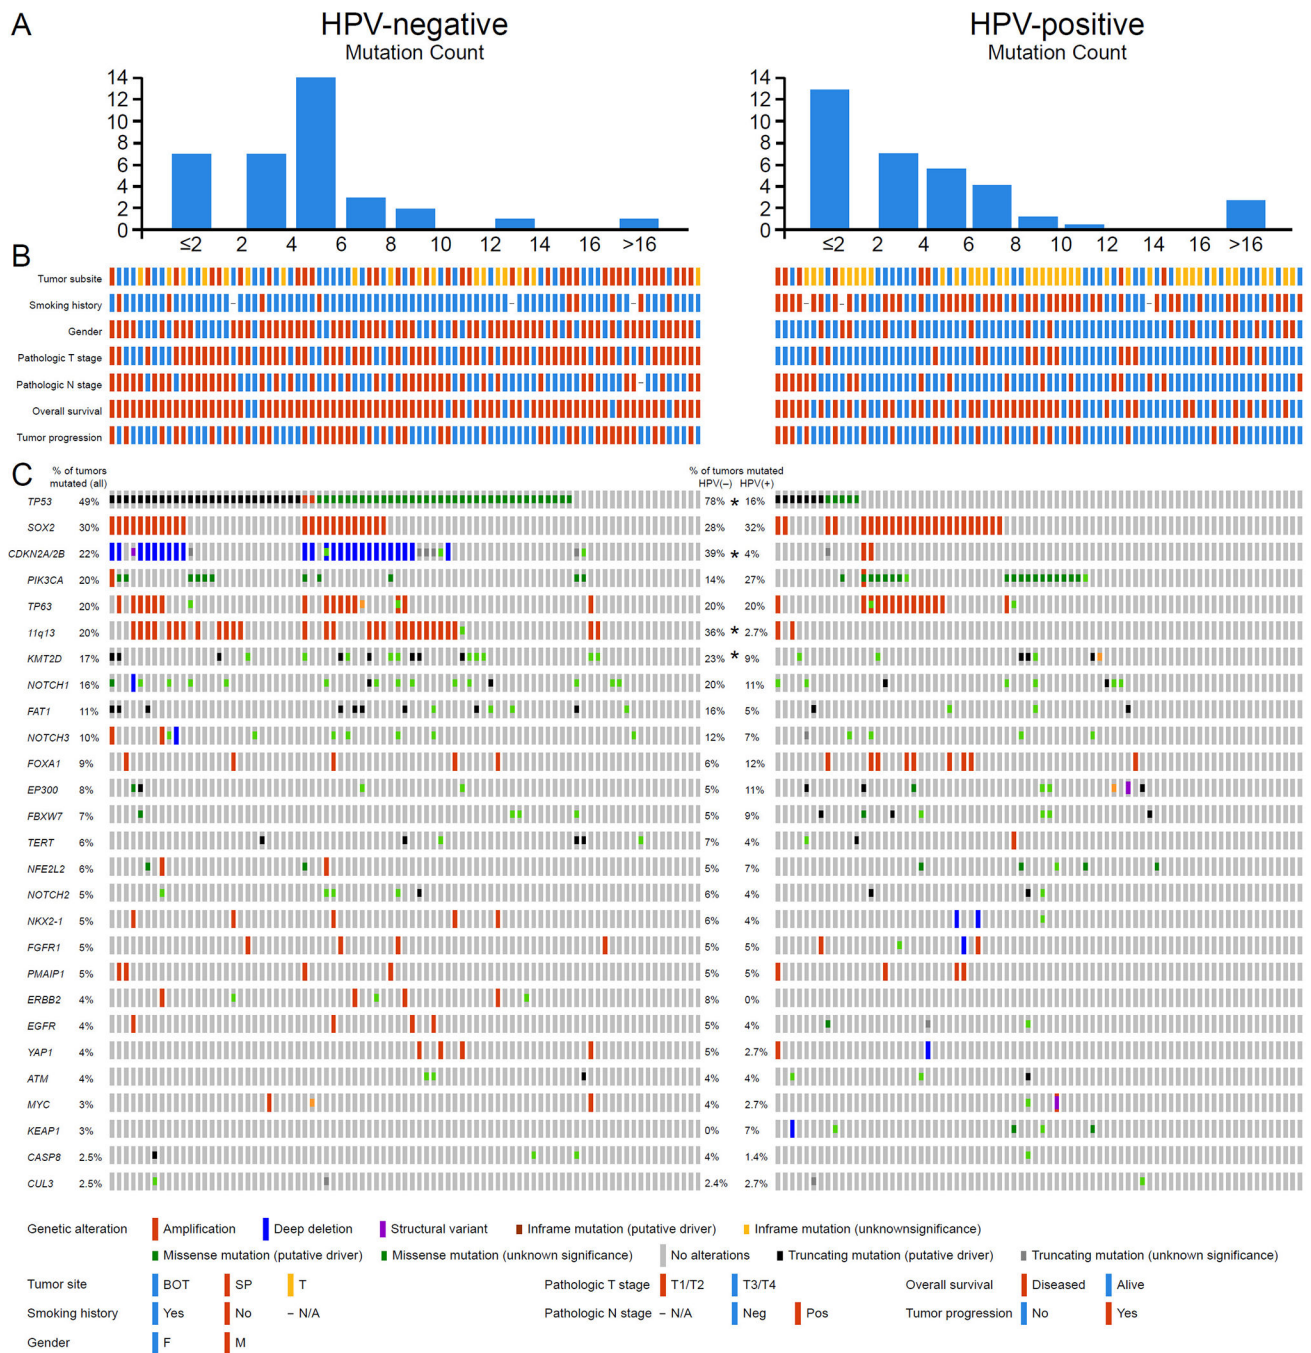 A
HPV-negative
Mutation Count
HPV-positive
Mutation Count
14
12
10
8
6
4
2
0
≤2 2 4 6 8 10 12 14 16 >16
14
12
10
8
6
4
2
0
≤2 2 4 6 8 10 12 14 16 >16
B
Tumor subsite
Smoking history
Gender
Pathologic T stage
Pathologic N stage
Overall survival
Tumor progression
C
% of tumors
mutated (all)
% of tumors mutated
HPV(–) HPV(+)
TP53 49% 78% * 16%
SOX2 30% 28% 32%
CDKN2A/2B 22% 39% * 4%
PIK3CA 20% 14% 27%
TP63 20% 20% 20%
11q13 20% 36% * 2.7%
KMT2D 17% 23% * 9%
NOTCH1 16% 20% 11%
FAT1 11% 16% 5%
NOTCH3 10% 12% 7%
FOXA1 9% 6% 12%
EP300 8% 5% 11%
FBXW7 7% 5% 9%
TERT 6% 7% 4%
NFE2L2 6% 5% 7%
NOTCH2 5% 6% 4%
NKX2-1 5% 6% 4%
FGFR1 5% 5% 5%
PMAIP1 5% 5% 5%
ERBB2 4% 8% 0%
EGFR 4% 5% 4%
YAP1 4% 5% 2.7%
ATM 4% 4% 4%
MYC 3% 4% 2.7%
KEAP1 3% 0% 7%
CASP8 2.5% 4% 1.4%
CUL3 2.5% 2.4% 2.7%
Genetic alteration Amplification Deep deletion Structural variant Inframe mutation (putative driver) Inframe mutation (unknownsignificance)
Missense mutation (putative driver) Missense mutation (unknown significance) No alterations Truncating mutation (putative driver) Truncating mutation (unknown significance)
Tumor site BOT SP T Pathologic T stage T1/T2 T3/T4 Overall survival Diseased Alive
Smoking history Yes No – N/A Pathologic N stage – N/A Neg Pos Tumor progression No Yes
Gender F M